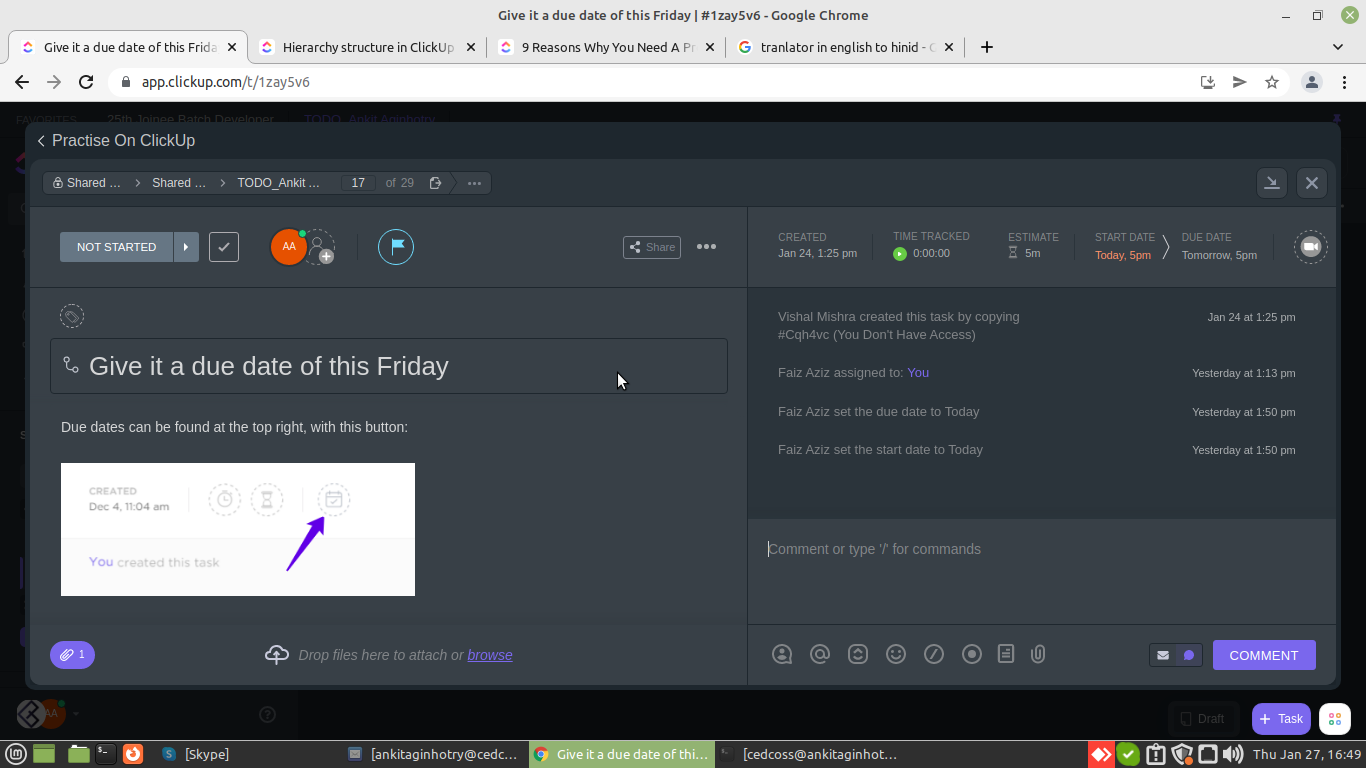 Give it a due date of this Friday | #1zay5v6 - Google Chrome
Give it a due date of this Frida
Hierarchy structure in ClickUp
9 Reasons Why You Need A Pr
tranlator in english to hinid - G
app.clickup.com/t/1zay5v6
FAVORITES
25th Joinee Batch Developer
TODO_Ankit Aginhotry
Practise On ClickUp
Shared ...
Shared ...
TODO_Ankit ...
17
of 29
NOT STARTED
AA
Share
CREATED
Jan 24, 1:25 pm
TIME TRACKED
0:00:00
ESTIMATE
5m
START DATE
Today, 5pm
DUE DATE
Tomorrow, 5pm
Give it a due date of this Friday
Due dates can be found at the top right, with this button:
CREATED
Dec 4, 11:04 am
You created this task
Vishal Mishra created this task by copying
#Cqh4vc (You Don't Have Access)
Jan 24 at 1:25 pm
Faiz Aziz assigned to: You
Yesterday at 1:13 pm
Faiz Aziz set the due date to Today
Yesterday at 1:50 pm
Faiz Aziz set the start date to Today
Yesterday at 1:50 pm
Comment or type '/' for commands
1
Drop files here to attach or browse
COMMENT
AA
Draft
+ Task
[Skype]
[ankitaginhotry@cedc...
Give it a due date of thi...
[cedcoss@ankitaginhot...
Thu Jan 27, 16:49